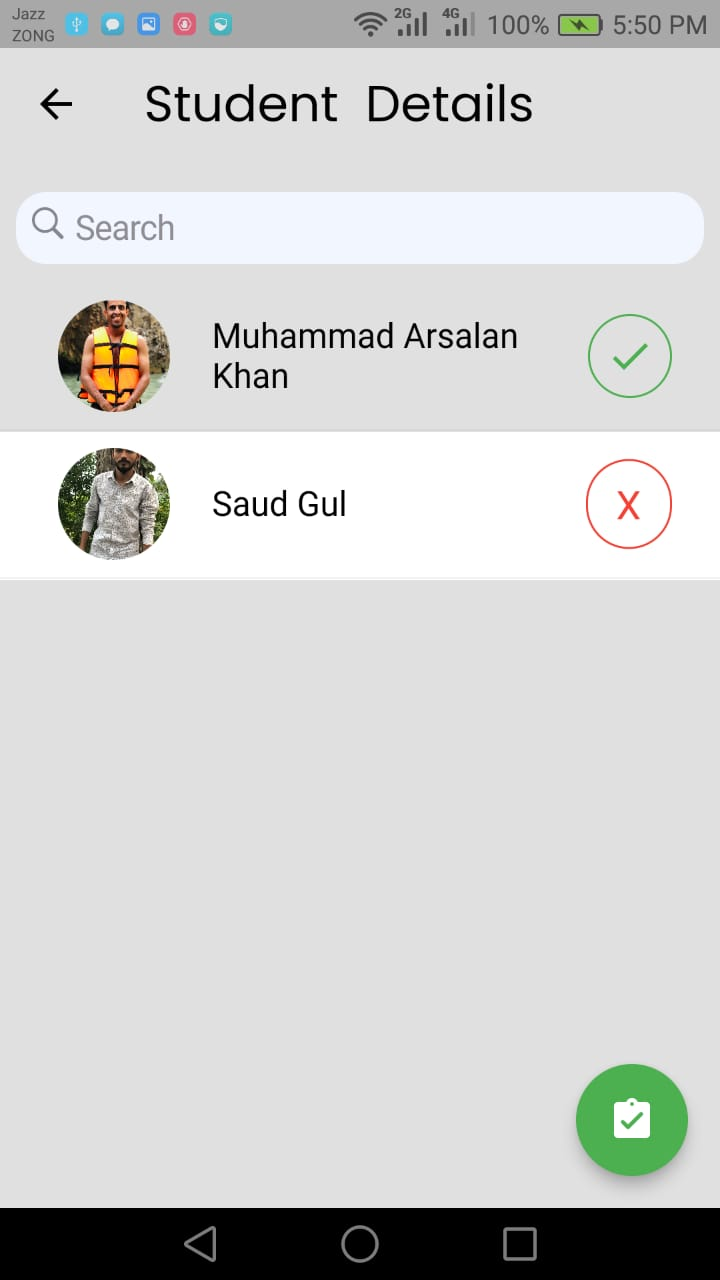 Jazz
ZONG
2G 4G 100% 5:50 PM
Student Details
Search
Muhammad Arsalan
Khan
Saud Gul
X